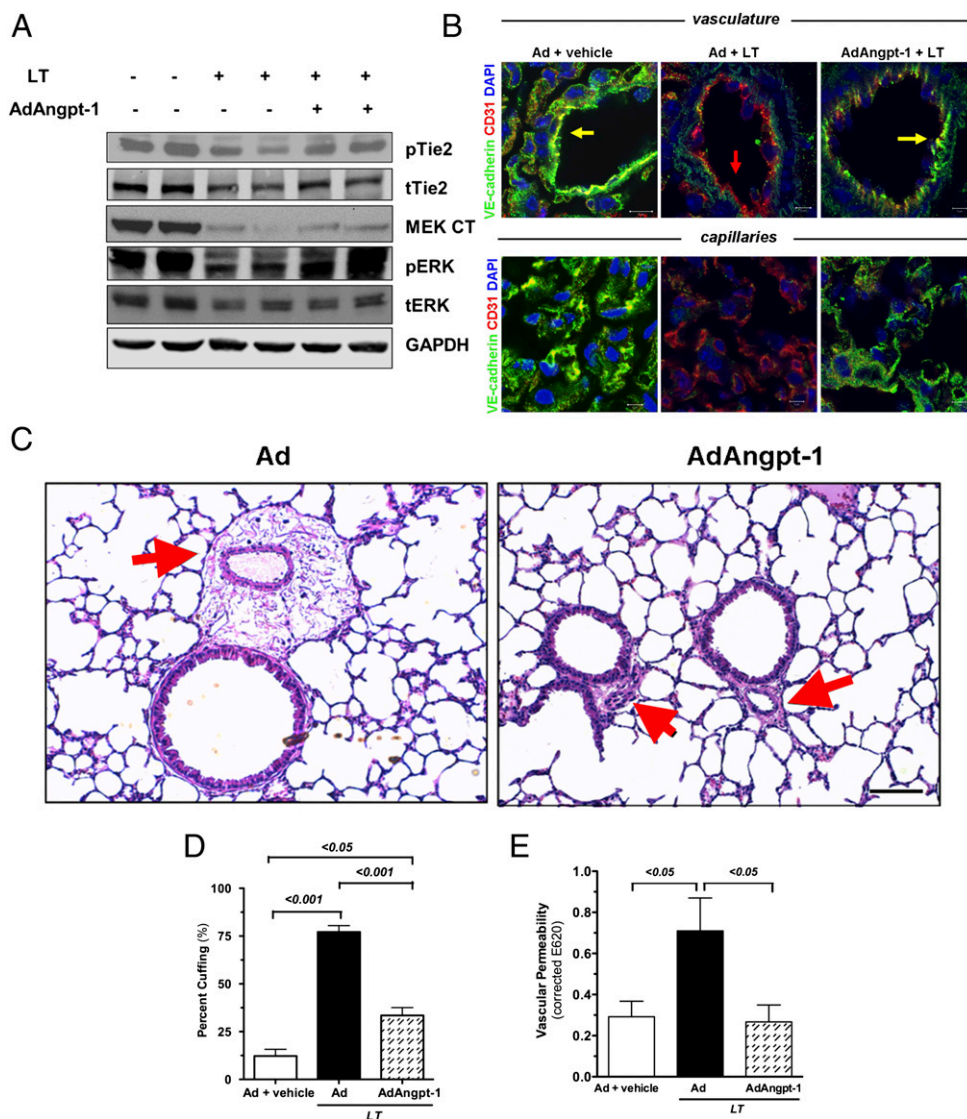 A
LT - - + + + +
AdAngpt-1 - - - - + +
pTie2
tTie2
MEK CT
pERK
tERK
GAPDH
B
vasculature
Ad + vehicle Ad + LT AdAngpt-1 + LT
VE-cadherin CD31 DAPI
capillaries
VE-cadherin CD31 DAPI
C
Ad AdAngpt-1
D
<0.05
<0.001
<0.001
Percent Cuffing (%)
100
75
50
25
0
Ad + vehicle Ad AdAngpt-1
LT
E
<0.05 <0.05
Vascular Permeability
(corrected E620)
1.0
0.8
0.6
0.4
0.2
0.0
Ad + vehicle Ad AdAngpt-1
LT